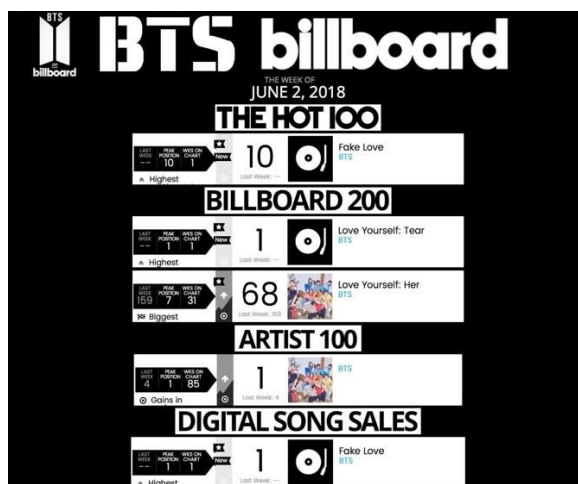 BTS
BTS billboard
billboard
THE WEEK OF
JUNE 2, 2018
THE HOT 100
LAST WEEK PEAK POSITION WKS ON CHART
-- 10 1
New
10
Last Week: --
Highest
Fake Love
BTS
BILLBOARD 200
LAST WEEK PEAK POSITION WKS ON CHART
-- 1 1
New
1
Last Week: --
Highest
Love Yourself: Tear
BTS
LAST WEEK PEAK POSITION WKS ON CHART
159 7 31
68
Last Week: 159
Biggest
Love Yourself: Her
BTS
ARTIST 100
LAST WEEK PEAK POSITION WKS ON CHART
4 1 85
1
Last Week: 4
Gains in
BTS
DIGITAL SONG SALES
LAST WEEK PEAK POSITION WKS ON CHART
-- 1 1
New
1
Last Week: --
Highest
Fake Love
BTS